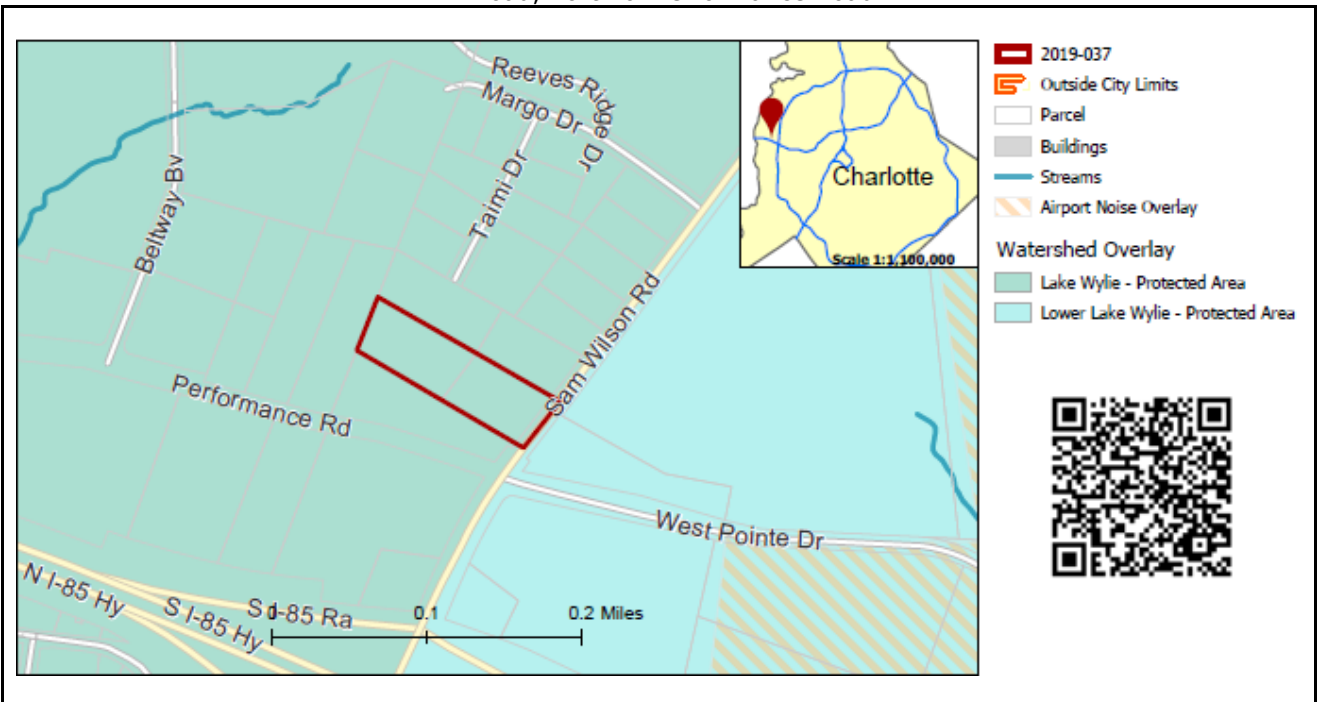 Reeves Ridge Dr
Margo Dr
Taimi Dr
Beltway Bv
Sam Wilson Rd
Performance Rd
West Pointe Dr
N I-85 Hy
S I-85 Hy
S I-85 Ra
0
0.1
0.2 Miles
Charlotte
Scale 1:1,100,000
2019-037
Outside City Limits
Parcel
Buildings
Streams
Airport Noise Overlay
Watershed Overlay
Lake Wylie - Protected Area
Lower Lake Wylie - Protected Area